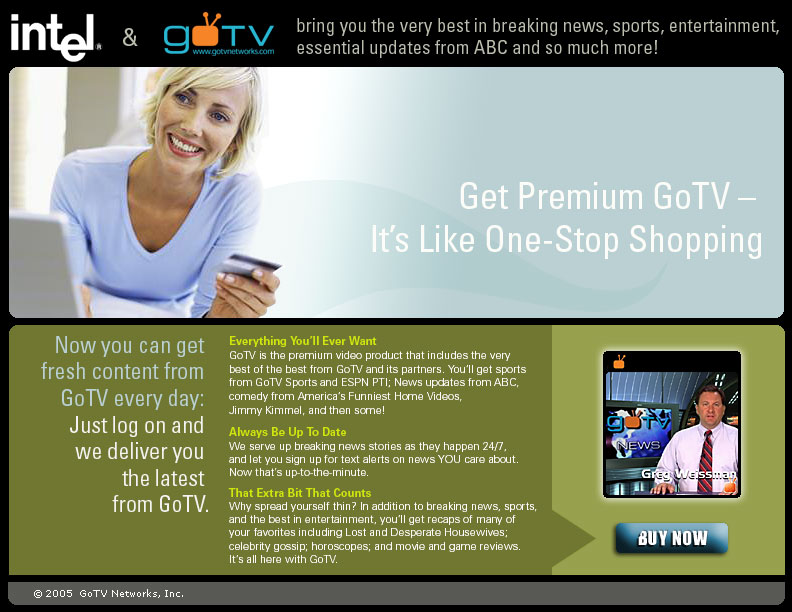 intel®
& goTV
www.gotvnetworks.com
bring you the very best in breaking news, sports, entertainment,
essential updates from ABC and so much more!
Get Premium GoTV –
It's Like One-Stop Shopping
Now you can get
fresh content from
GoTV every day:
Just log on and
we deliver you
the latest
from GoTV.
Everything You'll Ever Want
GoTV is the premium video product that includes the very
best of the best from GoTV and its partners. You'll get sports
from GoTV Sports and ESPN PTI; News updates from ABC,
comedy from America's Funniest Home Videos,
Jimmy Kimmel, and then some!
Always Be Up To Date
We serve up breaking news stories as they happen 24/7,
and let you sign up for text alerts on news YOU care about.
Now that's up-to-the-minute.
That Extra Bit That Counts
Why spread yourself thin? In addition to breaking news, sports,
and the best in entertainment, you'll get recaps of many of
your favorites including Lost and Desperate Housewives;
celebrity gossip; horoscopes; and movie and game reviews.
It's all here with GoTV.
goTV
NEWS
Greg Weissman
BUY NOW
© 2005 GoTV Networks, Inc.